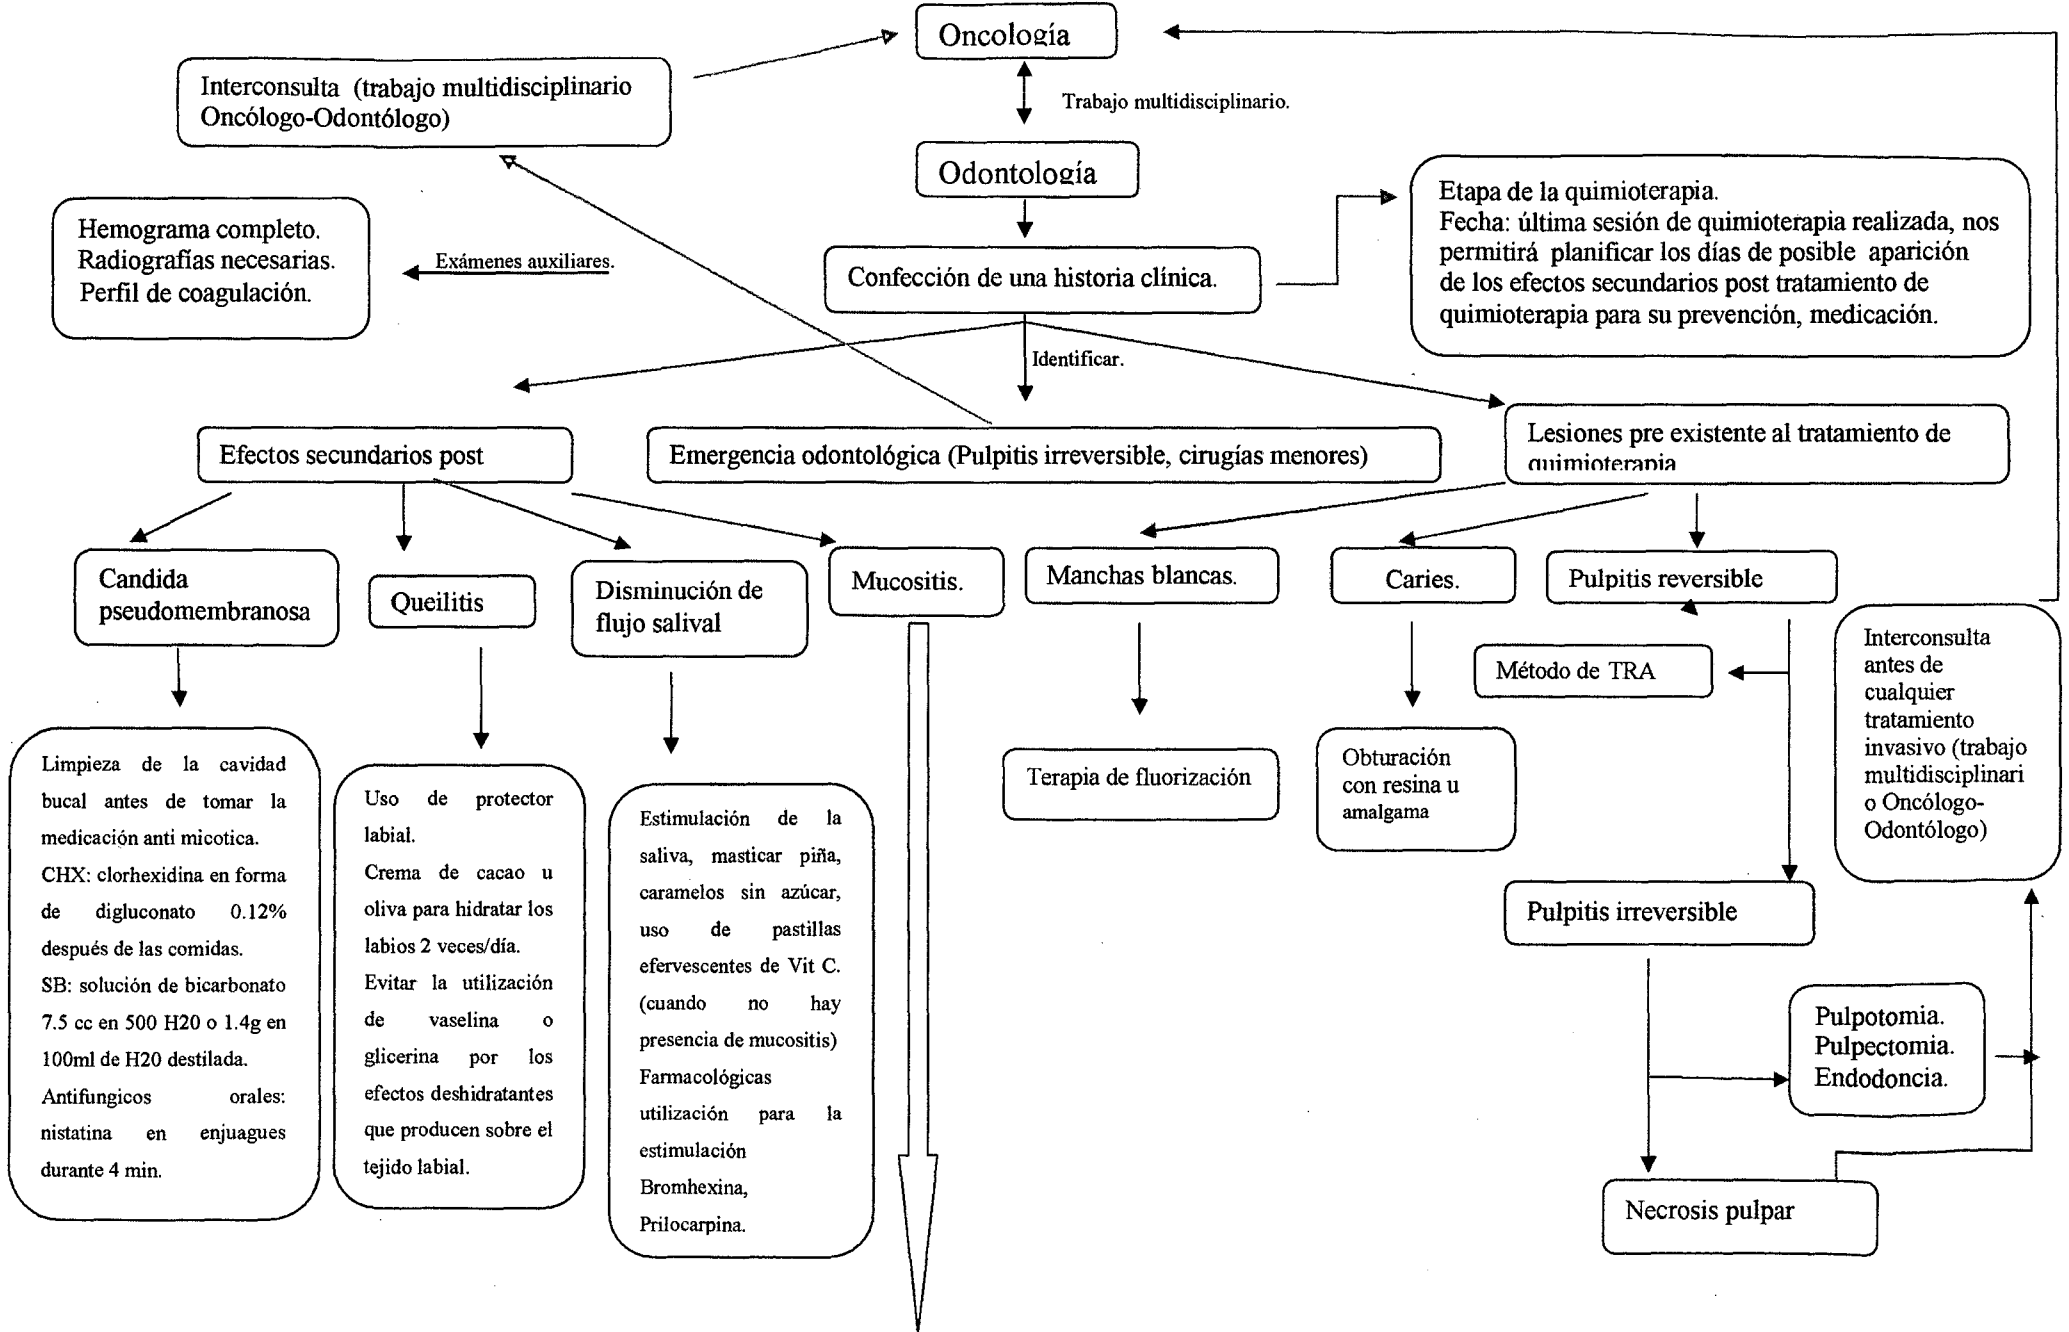 Oncología
Interconsulta (trabajo multidisciplinario
Oncólogo-Odontólogo)
Trabajo multidisciplinario.
Odontología
Etapa de la quimioterapia.
Fecha: última sesión de quimioterapia realizada, nos
permitirá planificar los días de posible aparición
de los efectos secundarios post tratamiento de
quimioterapia para su prevención, medicación.
Hemograma completo.
Radiografías necesarias.
Perfil de coagulación.
Exámenes auxiliares.
Confección de una historia clínica.
Identificar.
Efectos secundarios post
Emergencia odontológica (Pulpitis irreversible, cirugías menores)
Lesiones pre existente al tratamiento de
quimioterapia
Candida
pseudomembranosa
Queilitis
Disminución de
flujo salival
Mucositis.
Manchas blancas.
Caries.
Pulpitis reversible
Método de TRA
Interconsulta
antes de
cualquier
tratamiento
invasivo (trabajo
multidisciplinari
o Oncólogo-
Odontólogo)
Limpieza de la cavidad
bucal antes de tomar la
medicación anti micotica.
CHX: clorhexidina en forma
de digluconato 0.12%
después de las comidas.
SB: solución de bicarbonato
7.5 cc en 500 H20 o 1.4g en
100ml de H20 destilada.
Antifungicos orales:
nistatina en enjuagues
durante 4 min.
Uso de protector
labial.
Crema de cacao u
oliva para hidratar los
labios 2 veces/día.
Evitar la utilización
de vaselina o
glicerina por los
efectos deshidratantes
que producen sobre el
tejido labial.
Estimulación de la
saliva, masticar piña,
caramelos sin azúcar,
uso de pastillas
efervescentes de Vit C.
(cuando no hay
presencia de mucositis)
Farmacológicas
utilización para la
estimulación
Bromhexina,
Prilocarpina.
Terapia de fluorización
Obturación
con resina u
amalgama
Pulpitis irreversible
Pulpotomia.
Pulpectomia.
Endodoncia.
Necrosis pulpar